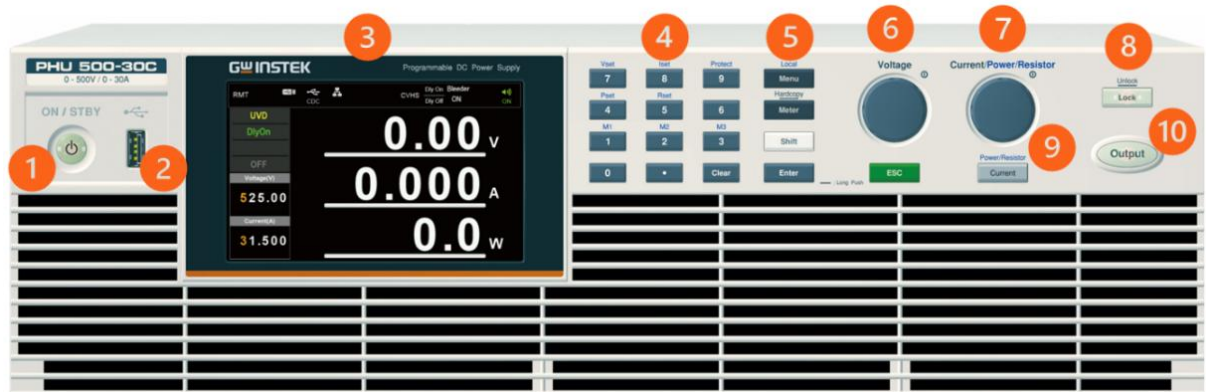 PHU 500-30C
0 - 500V / 0 - 30A
ON / STBY
1
2
3
GW INSTEK
Programmable DC Power Supply
RMT
CDC
CVHS
Dly On
Bleeder
Dly Off
ON
ON
UVD
DlyOn
OFF
Voltage(V)
525.00
Current(A)
31.500
0.00 V
0.000 A
0.0 W
4
5
Vset
Iset
Protect
Local
7
8
9
Menu
Pset
Rset
Hardcopy
4
5
6
Meter
M1
M2
M3
1
2
3
Shift
0
•
Clear
Enter
: Long Push
6
Voltage
ESC
7
Current/Power/Resistor
9
Power/Resistor
Current
8
Unlock
Lock
10
Output